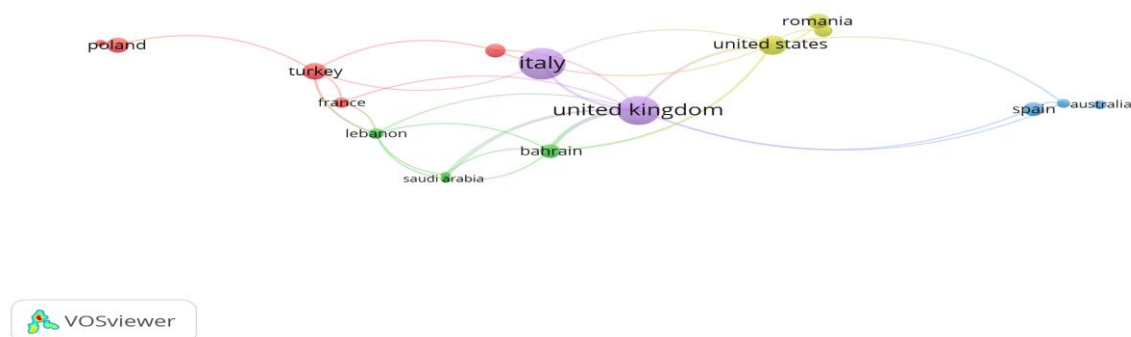 romania
united states
poland
italy
turkey
france
united kingdom
spain
australia
lebanon
bahrain
saudi arabia
VOSviewer